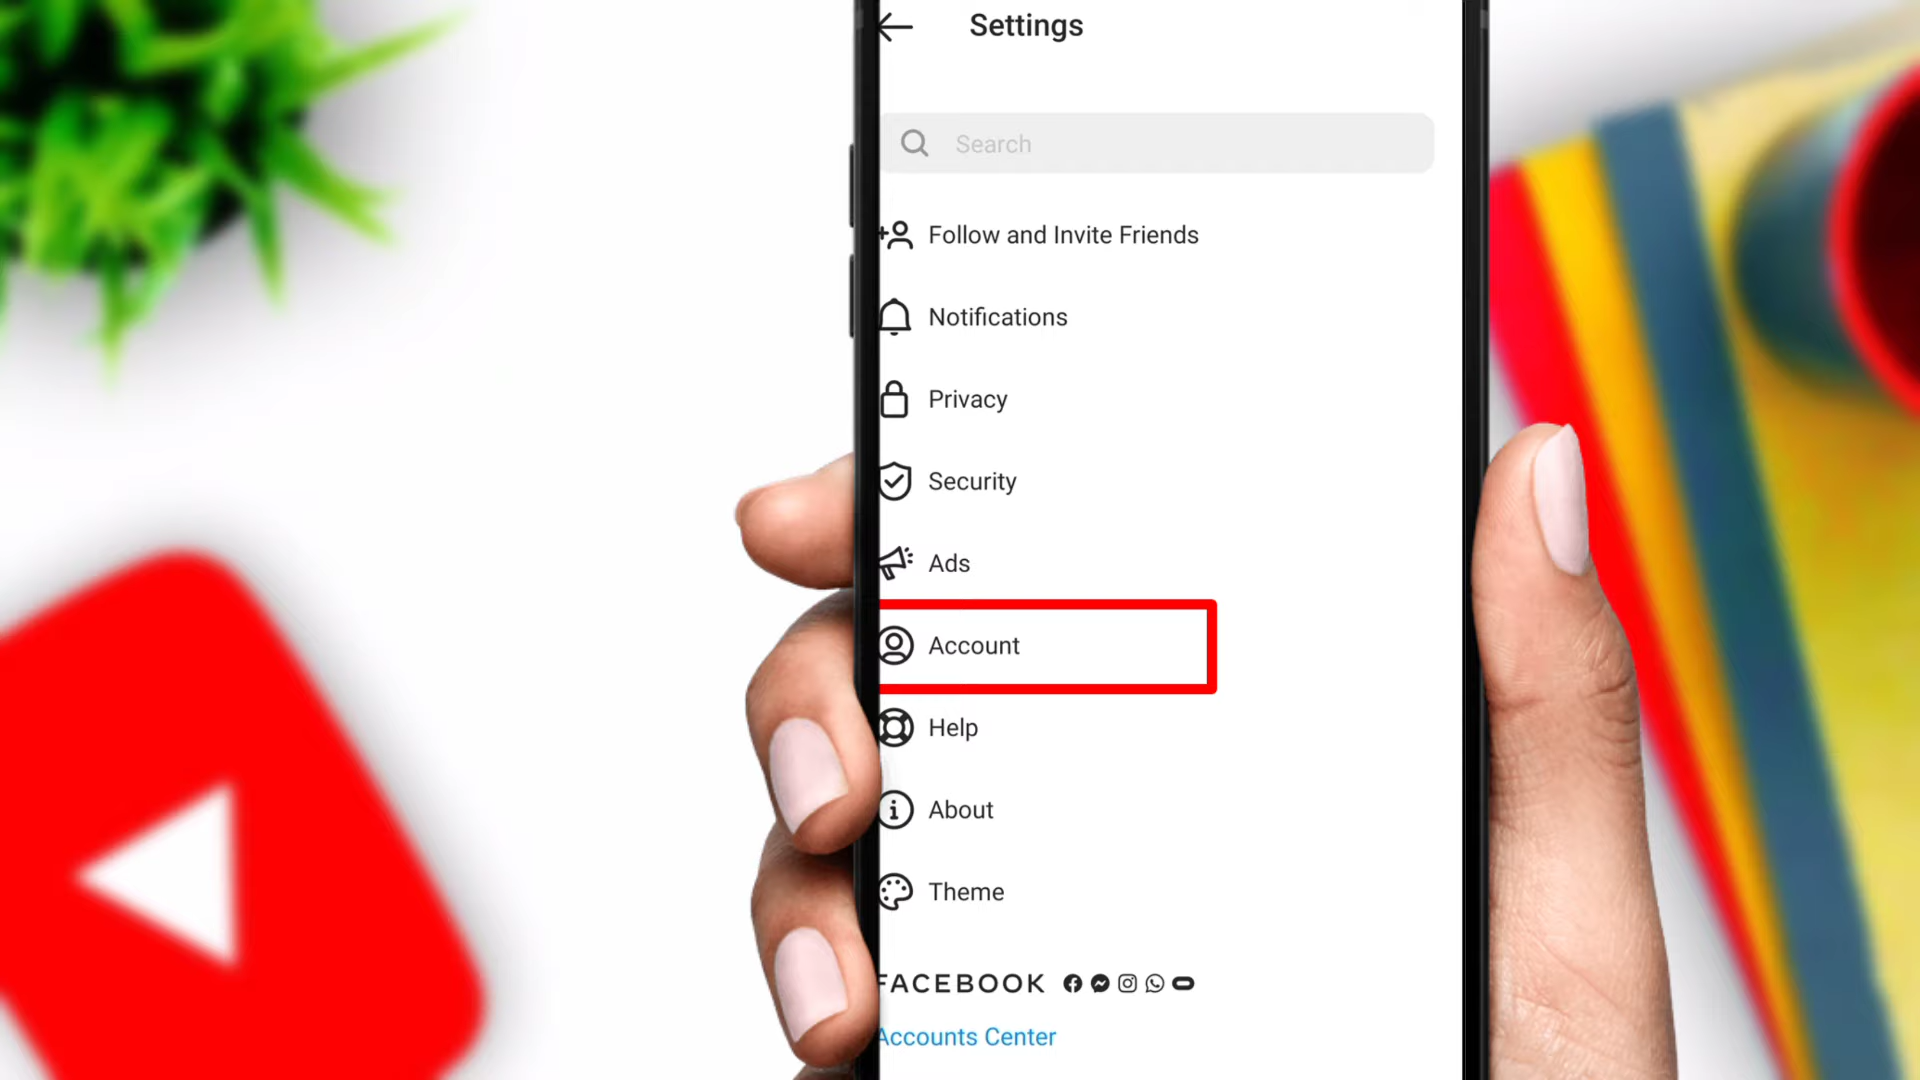 Settings
Search
Follow and Invite Friends
Notifications
Privacy
Security
Ads
Account
Help
About
Theme
FACEBOOK
Accounts Center